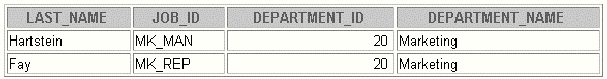 LAST_NAME JOB_ID DEPARTMENT_ID DEPARTMENT_NAME
Hartstein MK_MAN 20 Marketing
Fay MK_REP 20 Marketing